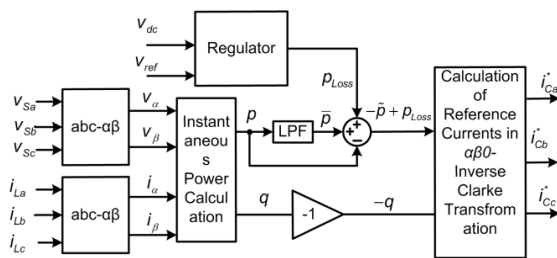 v_dc
v_ref
Regulator
p_Loss
v_Sa
v_Sb
v_Sc
abc-αβ
v_α
v_β
i_La
i_Lb
i_Lc
abc-αβ
i_α
i_β
Instant
aneou
s
Power
Calcul
ation
p
LPF
p̅
+
+
−
−p̃ + p_Loss
q
-1
−q
Calculation
of
Reference
Currents in
αβ0-
Inverse
Clarke
Transfrom
ation
i*_Ca
i*_Cb
i*_Cc